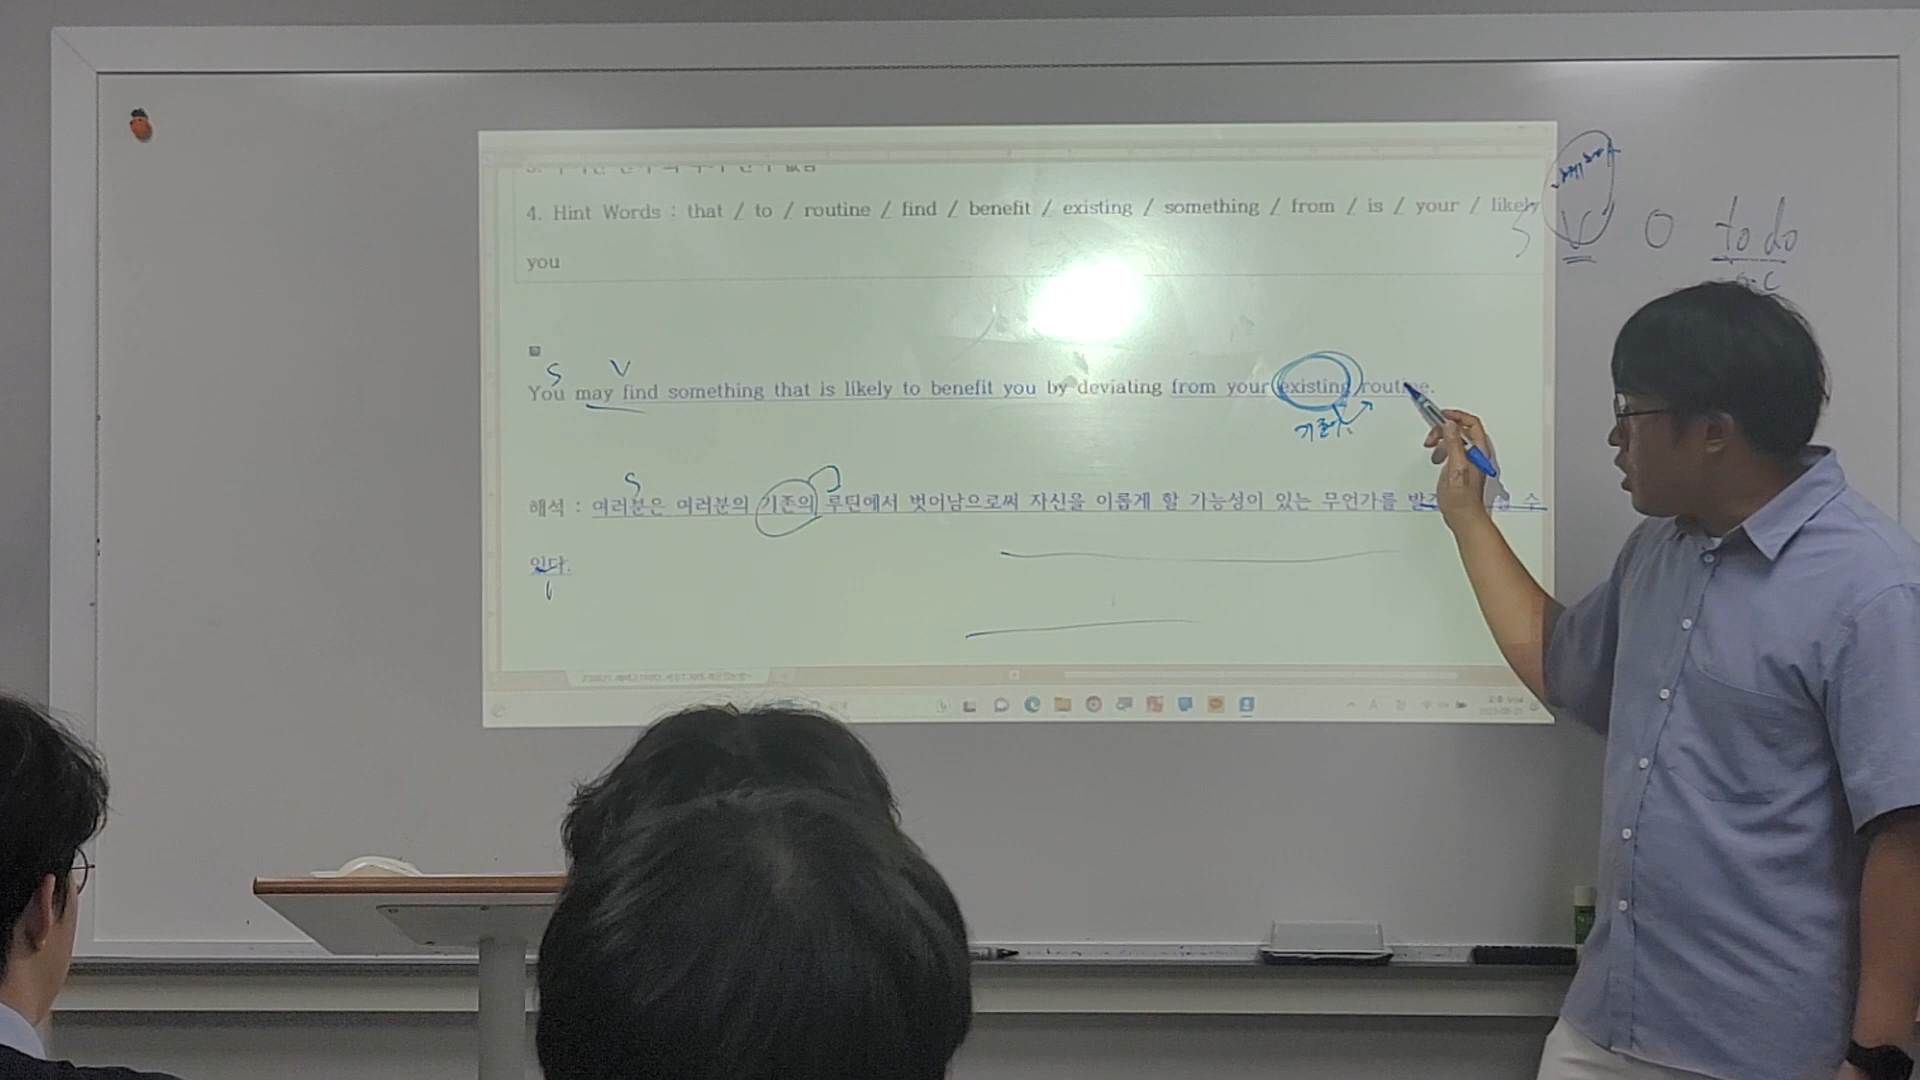 4. Hint Words : that / to / routine / find / benefit / existing / something / from / is / your / likely
you
S V O to do
S V
You may find something that is likely to benefit you by deviating from your existing routine.
S
해석 : 여러분은 여러분의 기존의 루틴에서 벗어남으로써 자신을 이롭게 할 가능성이 있는 무언가를 수
있다.